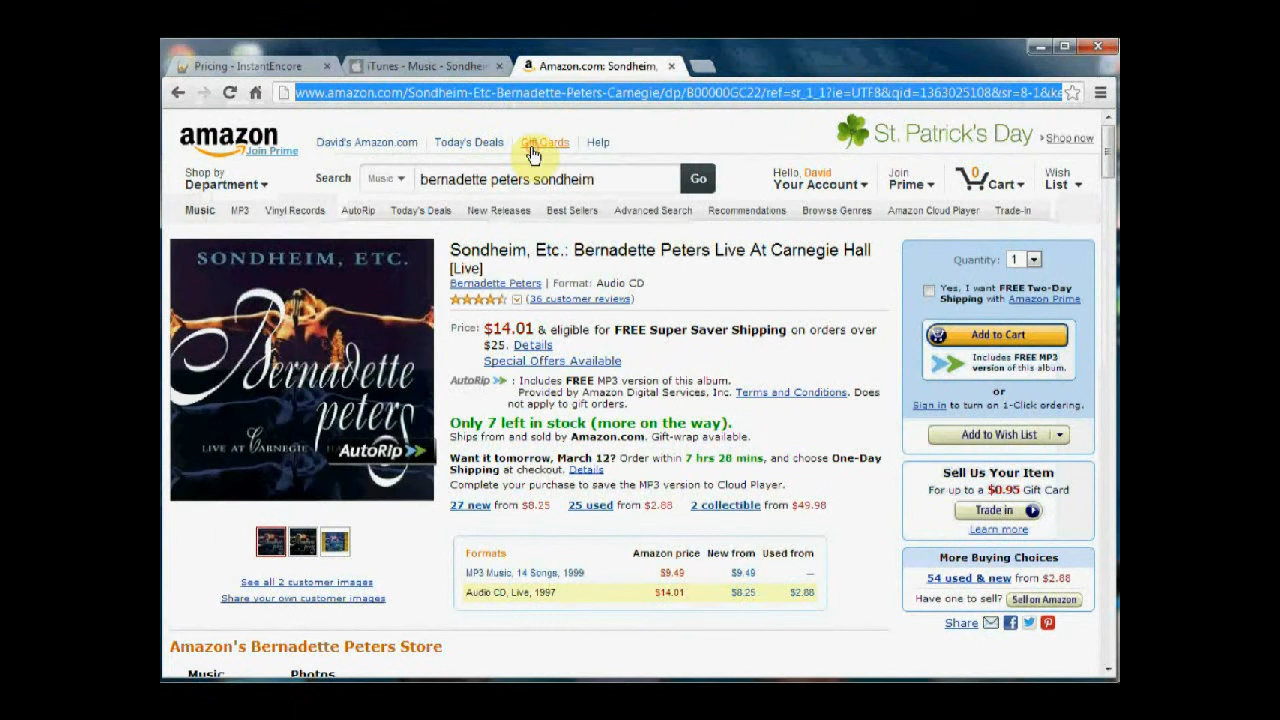 Pricing - InstantEncore
iTunes - Music - Sondhei
Amazon.com: Sondheim,
www.amazon.com/Sondheim-Etc-Bernadette-Peters-Carnegie/dp/B00000GC22/ref=sr_1_1?ie=UTF8&qid=1363025108&sr=8-1&ke
amazon
Join Prime
David's Amazon.com
Today's Deals
Gift Cards
Help
St. Patrick's Day
Shop now
Shop by
Department
Search
Music
bernadette peters sondheim
Go
Hello, David
Your Account
Join
Prime
0
Cart
Wish
List
Music MP3 Vinyl Records AutoRip Today's Deals New Releases Best Sellers Advanced Search Recommendations Browse Genres Amazon Cloud Player Trade-In
SONDHEIM, ETC.
Bernadette
peters
LIVE AT CARNEGIE
AutoRip
See all 2 customer images
Share your own customer images
Sondheim, Etc.: Bernadette Peters Live At Carnegie Hall
[Live]
Bernadette Peters | Format: Audio CD
(36 customer reviews)
Price: $14.01 & eligible for FREE Super Saver Shipping on orders over
$25. Details
Special Offers Available
AutoRip : Includes FREE MP3 version of this album.
Provided by Amazon Digital Services, Inc. Terms and Conditions. Does
not apply to gift orders.
Only 7 left in stock (more on the way).
Ships from and sold by Amazon.com. Gift-wrap available.
Want it tomorrow, March 12? Order within 7 hrs 28 mins, and choose One-Day
Shipping at checkout. Details
Complete your purchase to save the MP3 version to Cloud Player.
27 new from $8.25 25 used from $2.88 2 collectible from $49.98
Formats Amazon price New from Used from
MP3 Music, 14 Songs, 1999 $9.49 $9.49 —
Audio CD, Live, 1997 $14.01 $8.25 $2.88
Quantity: 1
Yes, I want FREE Two-Day
Shipping with Amazon Prime
Add to Cart
Includes FREE MP3
version of this album.
or
Sign in to turn on 1-Click ordering.
Add to Wish List
Sell Us Your Item
For up to a $0.95 Gift Card
Trade in
Learn more
More Buying Choices
54 used & new from $2.88
Have one to sell? Sell on Amazon
Share
Amazon's Bernadette Peters Store
Music Photos